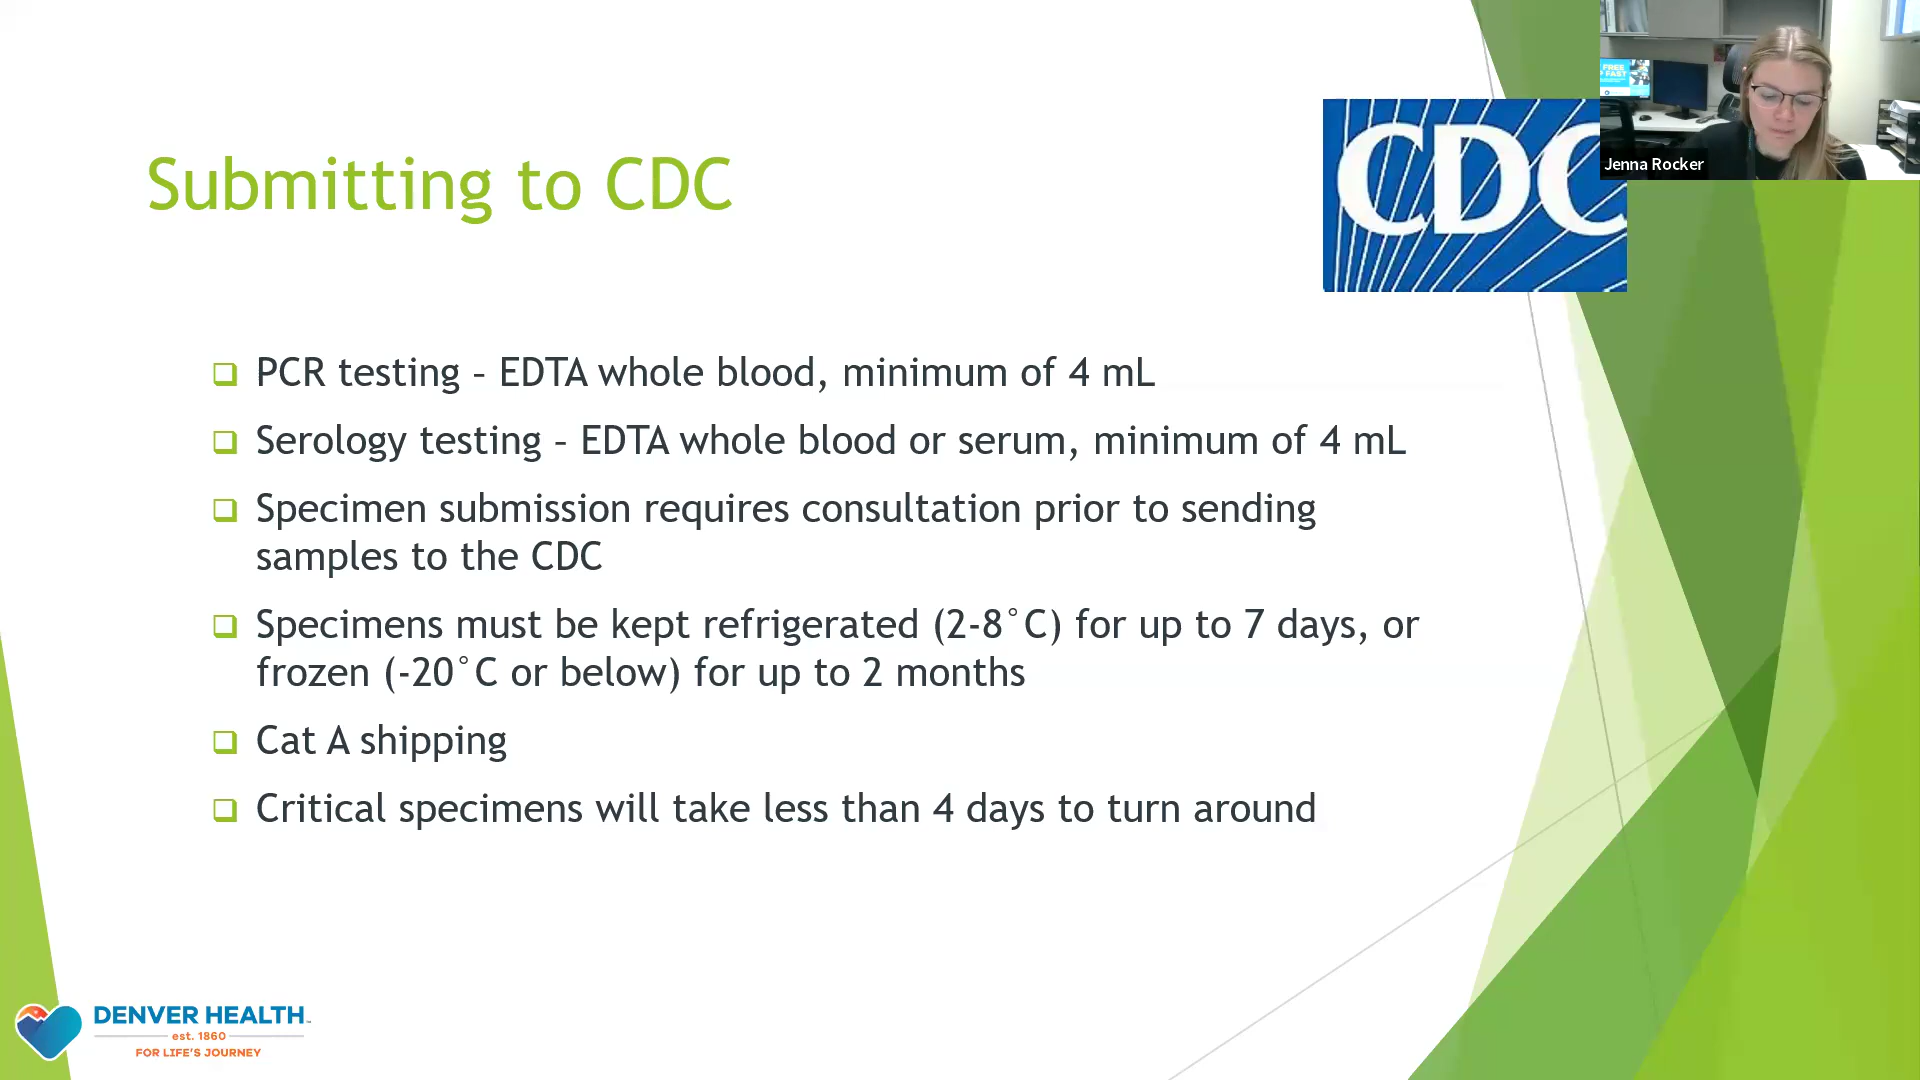 FREE
FAST
CDC
Jenna Rocker
Submitting to CDC
PCR testing – EDTA whole blood, minimum of 4 mL
Serology testing – EDTA whole blood or serum, minimum of 4 mL
Specimen submission requires consultation prior to sending
samples to the CDC
Specimens must be kept refrigerated (2-8°C) for up to 7 days, or
frozen (-20°C or below) for up to 2 months
Cat A shipping
Critical specimens will take less than 4 days to turn around
DENVER HEALTH™
est. 1860
FOR LIFE'S JOURNEY